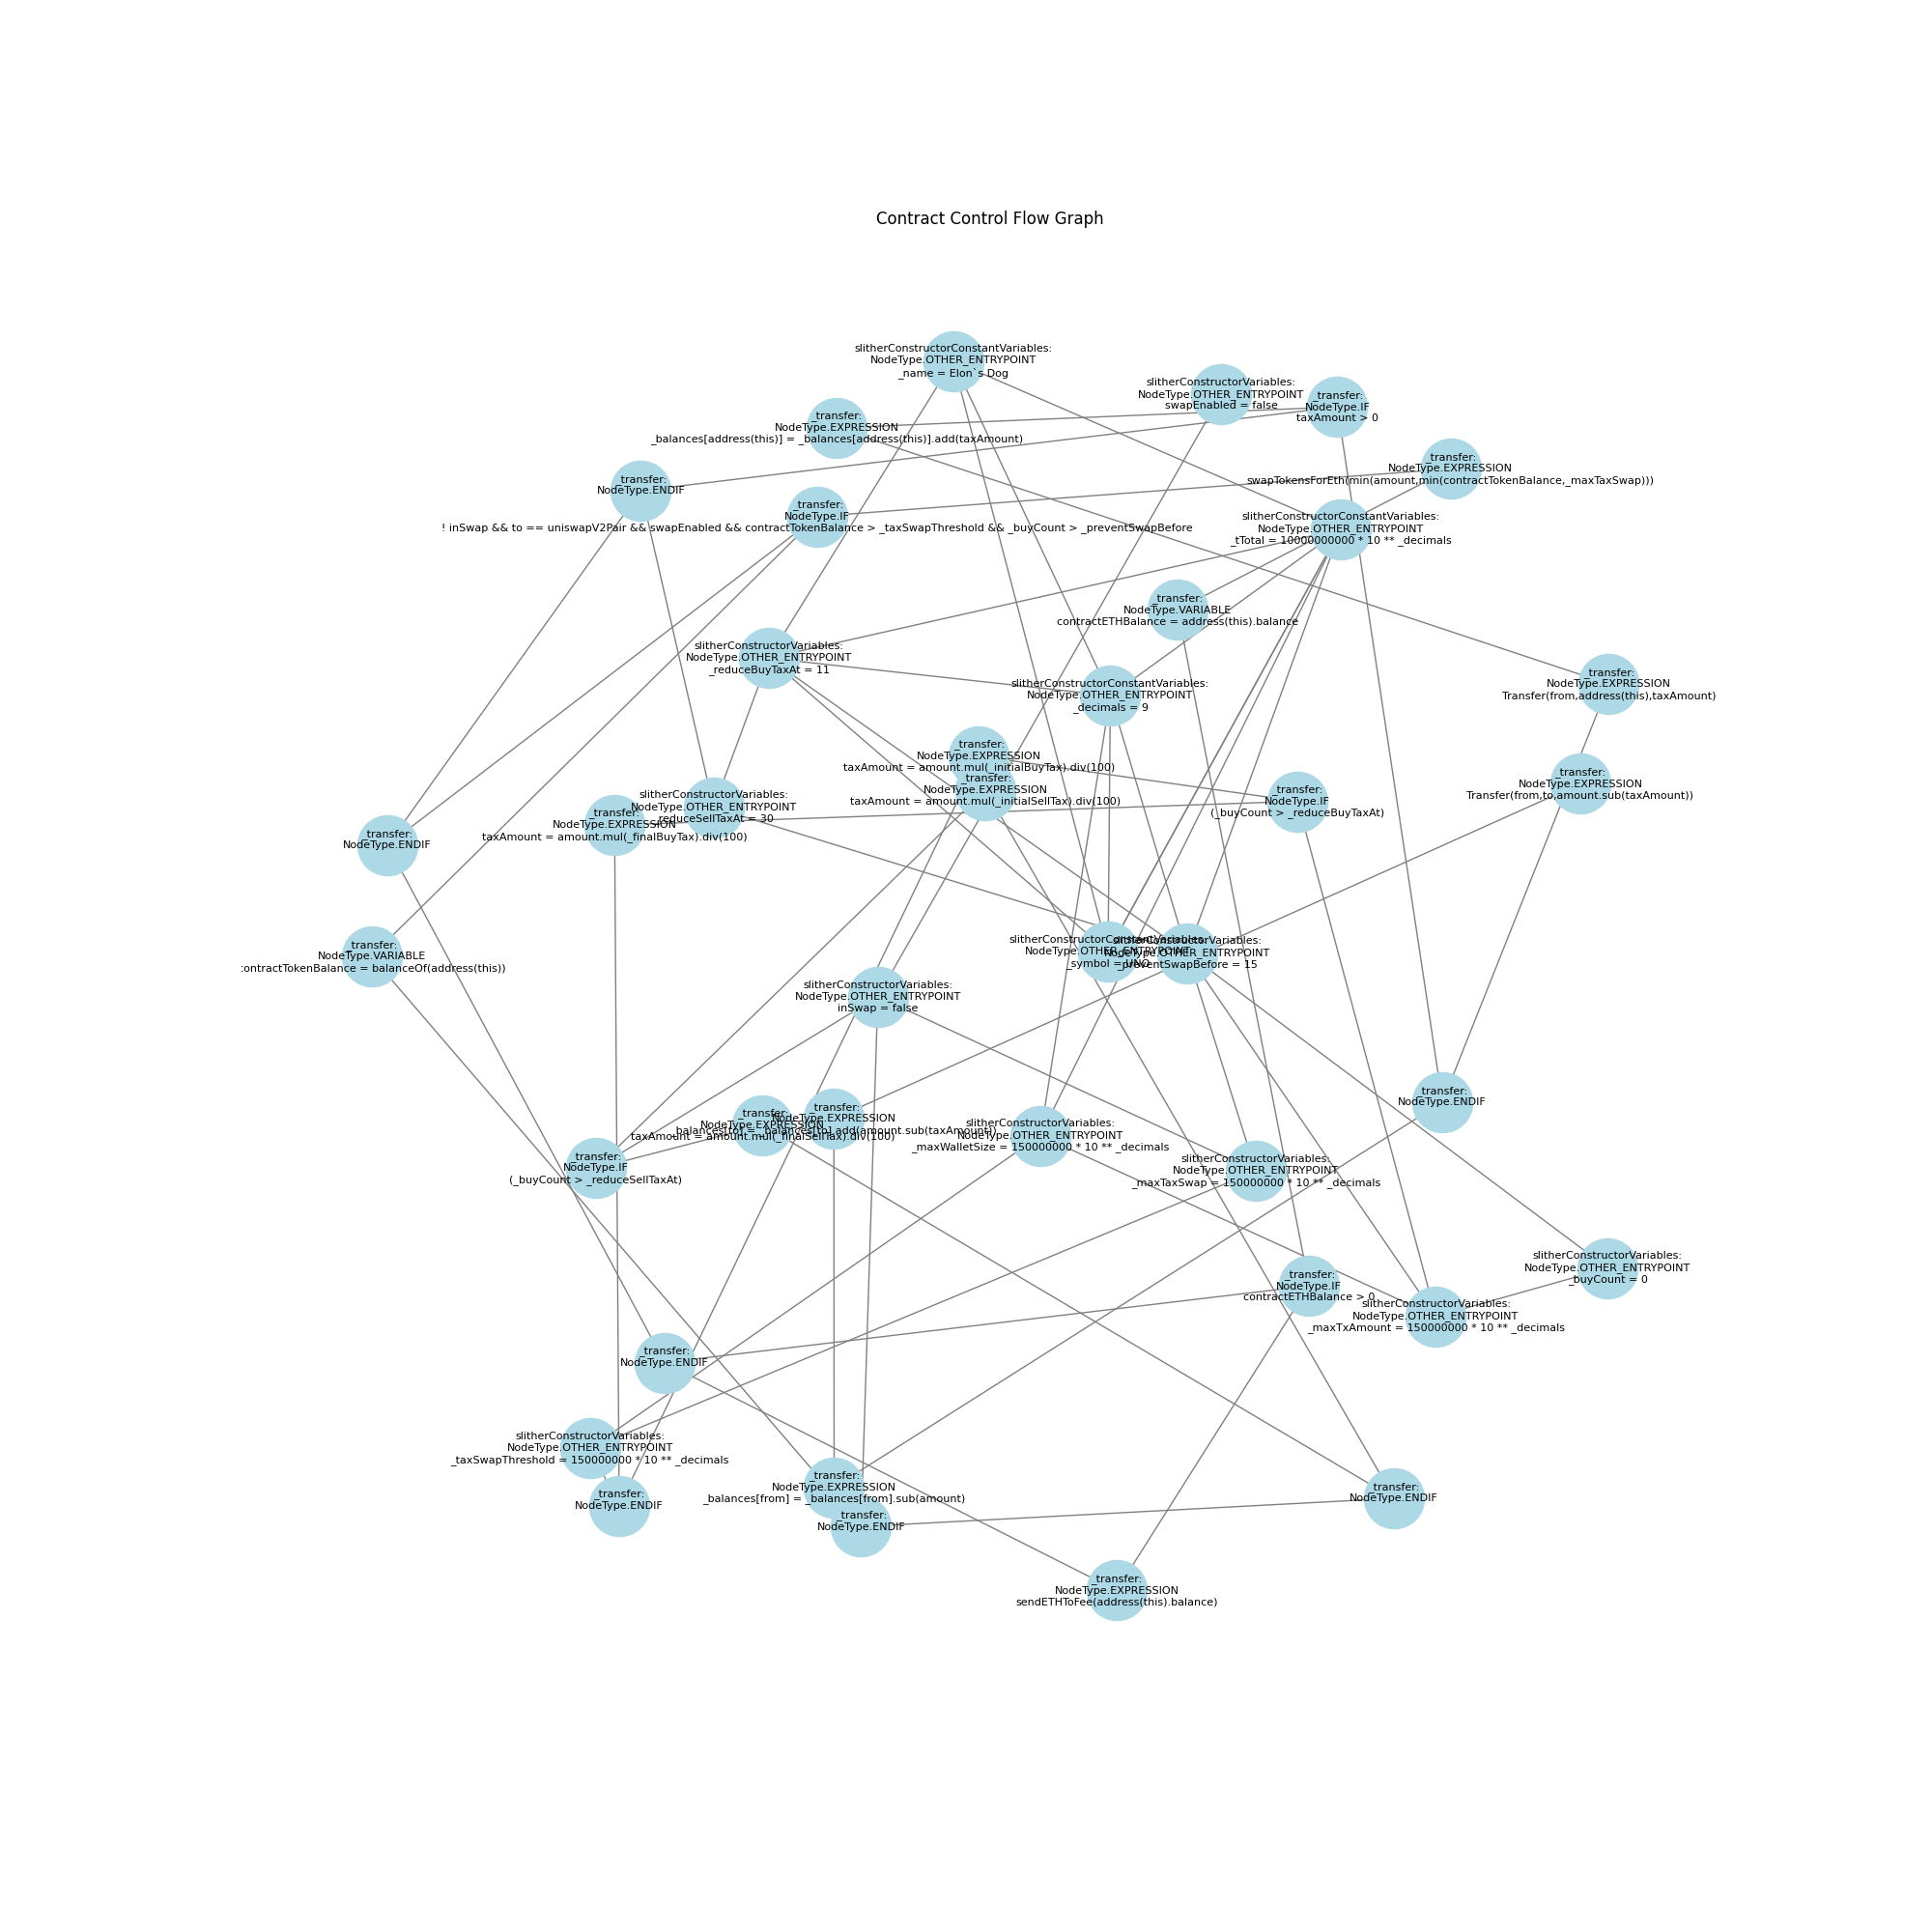 Contract Control Flow Graph
slitherConstructorConstantVariables:
NodeType.OTHER_ENTRYPOINT
_name = Elon`s Dog
slitherConstructorVariables:
NodeType.OTHER_ENTRYPOINT
swapEnabled = false
_transfer:
NodeType.IF
taxAmount > 0
_transfer:
NodeType.EXPRESSION
_balances[address(this)] = _balances[address(this)].add(taxAmount)
_transfer:
NodeType.EXPRESSION
swapTokensForEth(min(amount,min(contractTokenBalance,_maxTaxSwap)))
_transfer:
NodeType.ENDIF
_transfer:
NodeType.IF
! inSwap && to == uniswapV2Pair && swapEnabled && contractTokenBalance > _taxSwapThreshold && _buyCount > _preventSwapBefore
slitherConstructorConstantVariables:
NodeType.OTHER_ENTRYPOINT
_tTotal = 10000000000 * 10 ** _decimals
_transfer:
NodeType.VARIABLE
contractETHBalance = address(this).balance
slitherConstructorVariables:
NodeType.OTHER_ENTRYPOINT
_reduceBuyTaxAt = 11
slitherConstructorConstantVariables:
NodeType.OTHER_ENTRYPOINT
_decimals = 9
_transfer:
NodeType.EXPRESSION
Transfer(from,address(this),taxAmount)
_transfer:
NodeType.EXPRESSION
taxAmount = amount.mul(_initialBuyTax).div(100)
_transfer:
NodeType.EXPRESSION
taxAmount = amount.mul(_initialSellTax).div(100)
_transfer:
NodeType.EXPRESSION
Transfer(from,to,amount.sub(taxAmount))
_transfer:
NodeType.IF
(_buyCount > _reduceBuyTaxAt)
slitherConstructorVariables:
NodeType.OTHER_ENTRYPOINT
_reduceSellTaxAt = 30
_transfer:
NodeType.EXPRESSION
taxAmount = amount.mul(_finalBuyTax).div(100)
_transfer:
NodeType.ENDIF
_transfer:
NodeType.VARIABLE
contractTokenBalance = balanceOf(address(this))
slitherConstructorConstantVariables:
NodeType.OTHER_ENTRYPOINT
_symbol = UNO
slitherConstructorVariables:
NodeType.OTHER_ENTRYPOINT
_preventSwapBefore = 15
slitherConstructorVariables:
NodeType.OTHER_ENTRYPOINT
inSwap = false
_transfer:
NodeType.ENDIF
_transfer:
NodeType.EXPRESSION
_balances[to] = _balances[to].add(amount.sub(taxAmount))
_transfer:
NodeType.EXPRESSION
taxAmount = amount.mul(_finalSellTax).div(100)
slitherConstructorVariables:
NodeType.OTHER_ENTRYPOINT
_maxWalletSize = 150000000 * 10 ** _decimals
_transfer:
NodeType.IF
(_buyCount > _reduceSellTaxAt)
slitherConstructorVariables:
NodeType.OTHER_ENTRYPOINT
_maxTaxSwap = 150000000 * 10 ** _decimals
slitherConstructorVariables:
NodeType.OTHER_ENTRYPOINT
_buyCount = 0
_transfer:
NodeType.IF
contractETHBalance > 0
slitherConstructorVariables:
NodeType.OTHER_ENTRYPOINT
_maxTxAmount = 150000000 * 10 ** _decimals
_transfer:
NodeType.ENDIF
slitherConstructorVariables:
NodeType.OTHER_ENTRYPOINT
_taxSwapThreshold = 150000000 * 10 ** _decimals
_transfer:
NodeType.ENDIF
_transfer:
NodeType.EXPRESSION
_balances[from] = _balances[from].sub(amount)
_transfer:
NodeType.ENDIF
_transfer:
NodeType.ENDIF
_transfer:
NodeType.EXPRESSION
sendETHToFee(address(this).balance)